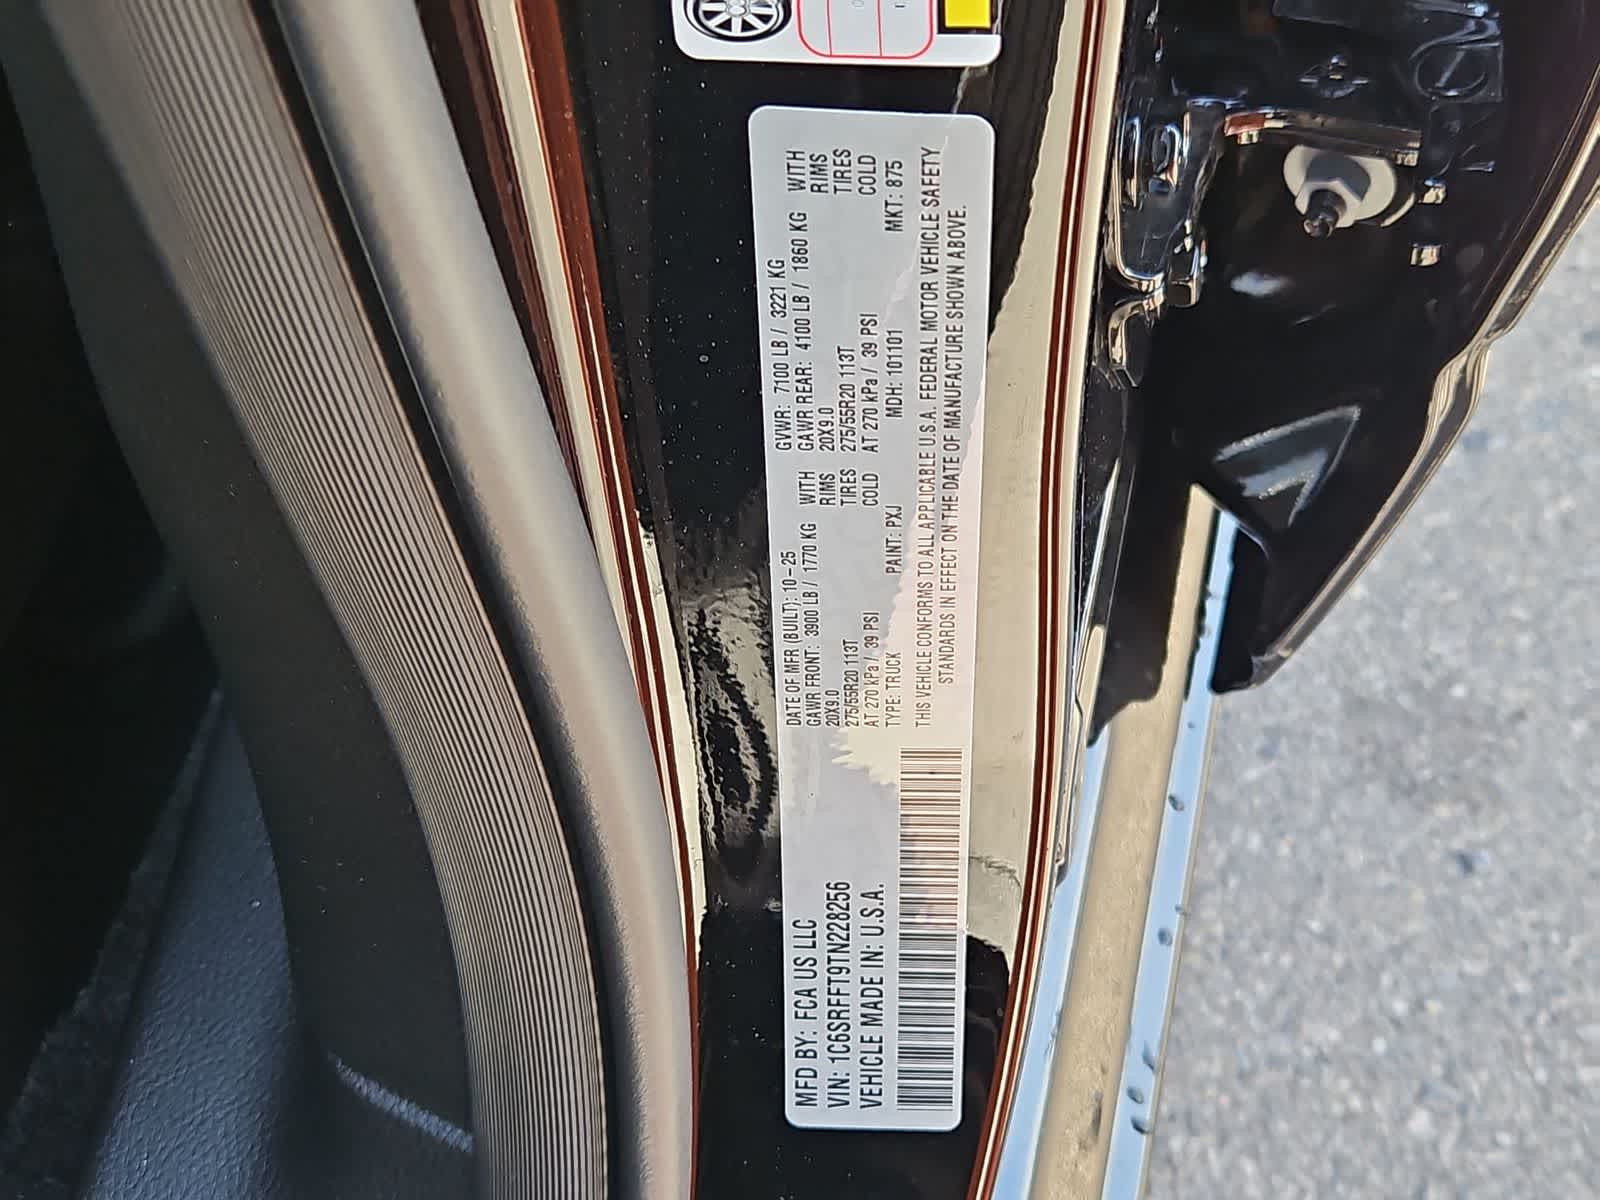 MFD BY: FCA US LLC
VIN: 1C6SRFFT9TN228256
VEHICLE MADE IN: U.S.A.
DATE OF MFR (BUILT): 10-25 GVWR: 7100 LB / 3221 KG
GAWR FRONT: 3900 LB / 1770 KG WITH GAWR REAR: 4100 LB / 1860 KG WITH
20X9.0 RIMS 20X9.0 RIMS
275/55R20 113T TIRES 275/55R20 113T TIRES
AT 270 kPa / 39 PSI COLD AT 270 kPa / 39 PSI COLD
TYPE: TRUCK PAINT: PXJ MDH: 101101 MKT: 875
THIS VEHICLE CONFORMS TO ALL APPLICABLE U.S.A. FEDERAL MOTOR VEHICLE SAFETY
STANDARDS IN EFFECT ON THE DATE OF MANUFACTURE SHOWN ABOVE.